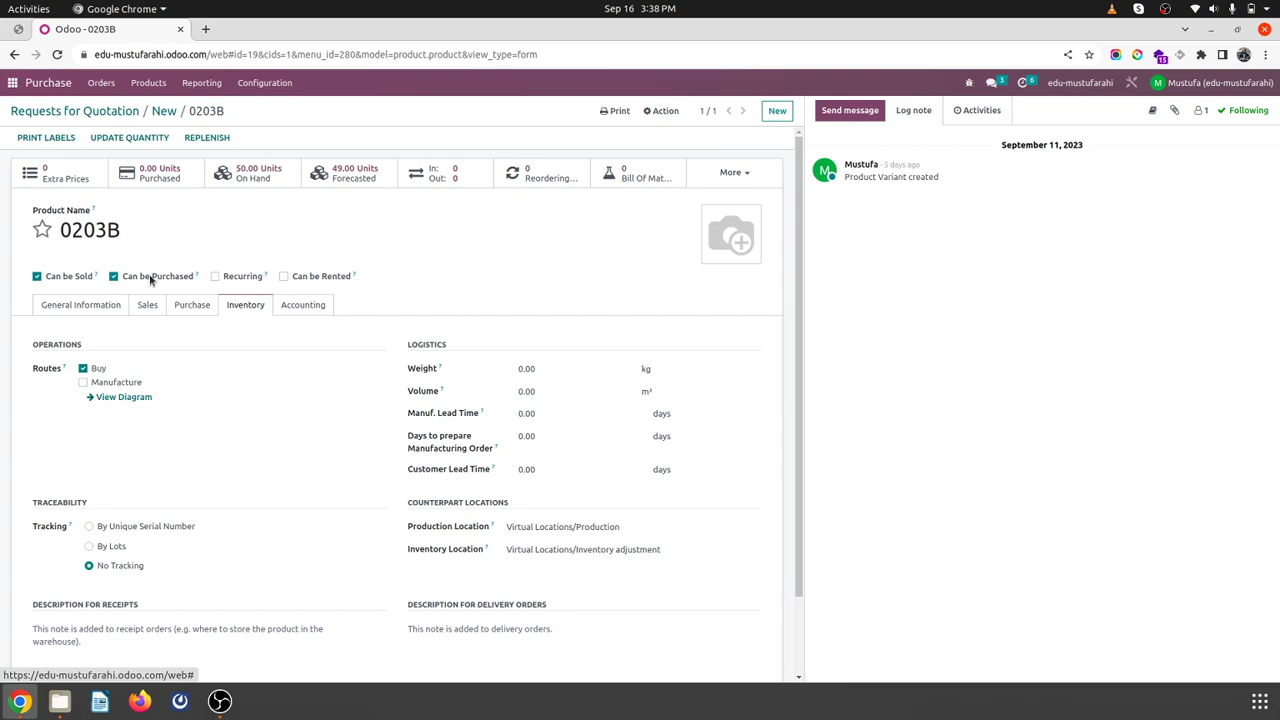 Activities
Google Chrome
Sep 16 3:38 PM
Odoo - 0203B
edu-mustufarahi.odoo.com/web#id=19&cids=1&menu_id=280&model=product.product&view_type=form
15
Purchase Orders Products Reporting Configuration
3 6 edu-mustufarahi Mustufa (edu-mustufarahi)
M
Requests for Quotation / New / 0203B
Print Action 1 / 1 New
Send message Log note Activities 1 Following
PRINT LABELS UPDATE QUANTITY REPLENISH
September 11, 2023
0 Extra Prices
0.00 Units Purchased
50.00 Units On Hand
49.00 Units Forecasted
In: 0
Out: 0
0 Reordering...
0 Bill Of Mat...
More
M
Mustufa - 5 days ago
Product Variant created
Product Name ?
0203B
Can be Sold ? Can be Purchased ? Recurring ? Can be Rented ?
General Information Sales Purchase Inventory Accounting
OPERATIONS
Routes ? Buy
Manufacture
View Diagram
LOGISTICS
Weight ? 0.00 kg
Volume ? 0.00 m³
Manuf. Lead Time ? 0.00 days
Days to prepare 0.00 days
Manufacturing Order ?
Customer Lead Time ? 0.00 days
TRACEABILITY
Tracking ? By Unique Serial Number
By Lots
No Tracking
COUNTERPART LOCATIONS
Production Location ? Virtual Locations/Production
Inventory Location ? Virtual Locations/Inventory adjustment
DESCRIPTION FOR RECEIPTS
This note is added to receipt orders (e.g. where to store the product in the
warehouse).
DESCRIPTION FOR DELIVERY ORDERS
This note is added to delivery orders.
https://edu-mustufarahi.odoo.com/web#